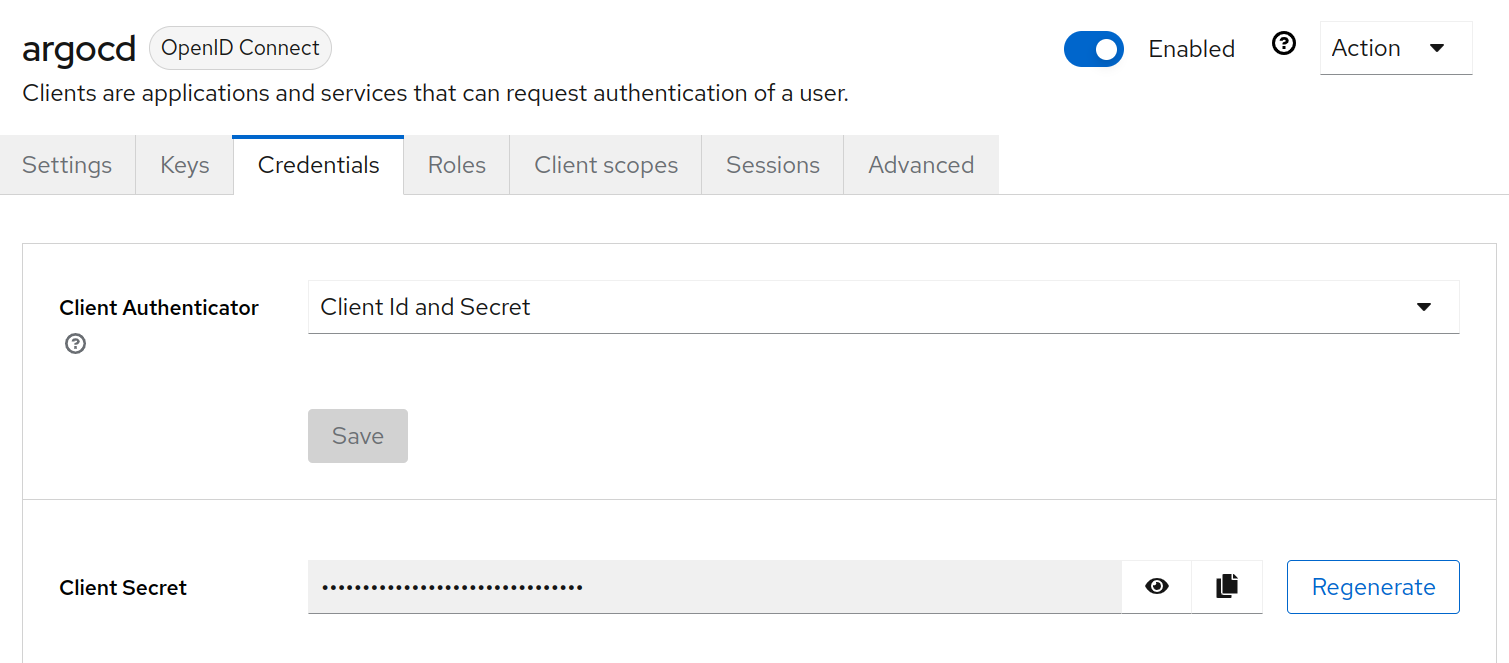 argocd OpenID Connect Enabled Action
Clients are applications and services that can request authentication of a user.
Settings Keys Credentials Roles Client scopes Sessions Advanced
Client Authenticator Client Id and Secret
Save
Client Secret •••••••••••••••••••••••••••••••• Regenerate